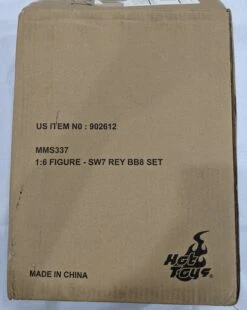 US ITEM N0 : 902612
MMS337
1:6 FIGURE - SW7 REY BB8 SET
Hot
Toys
MADE IN CHINA